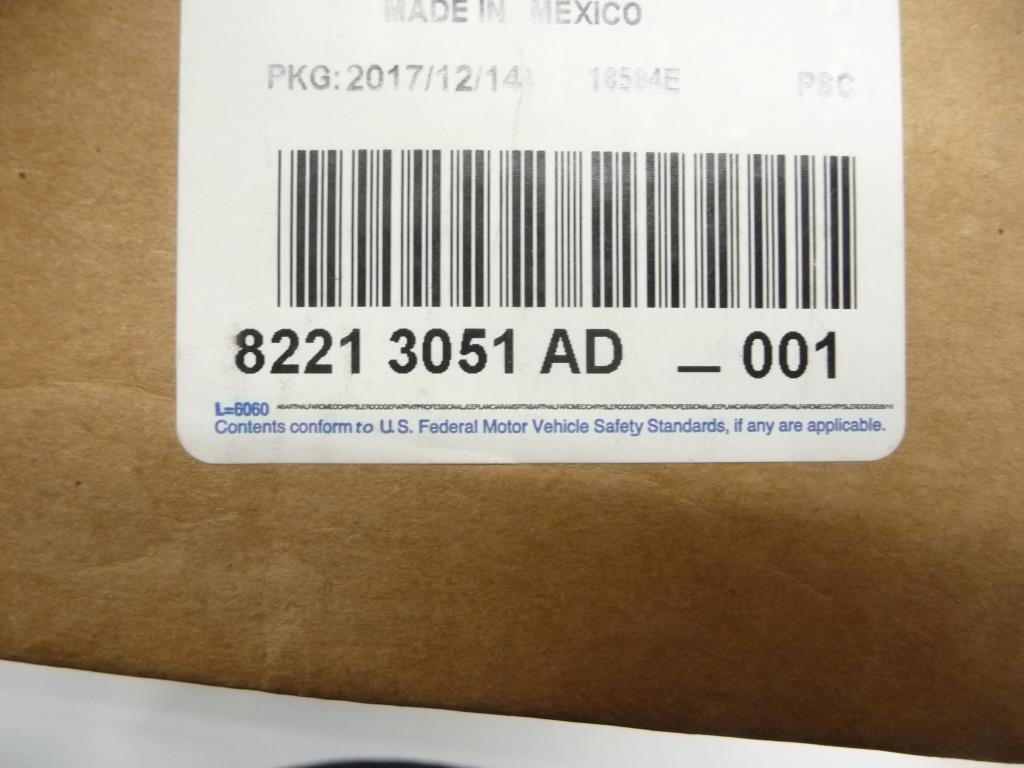 MADE IN MEXICO
PKG: 2017/12/14 18594E PSC
8221 3051 AD _ 001
L=6060
Contents conform to U.S. Federal Motor Vehicle Safety Standards, if any are applicable.